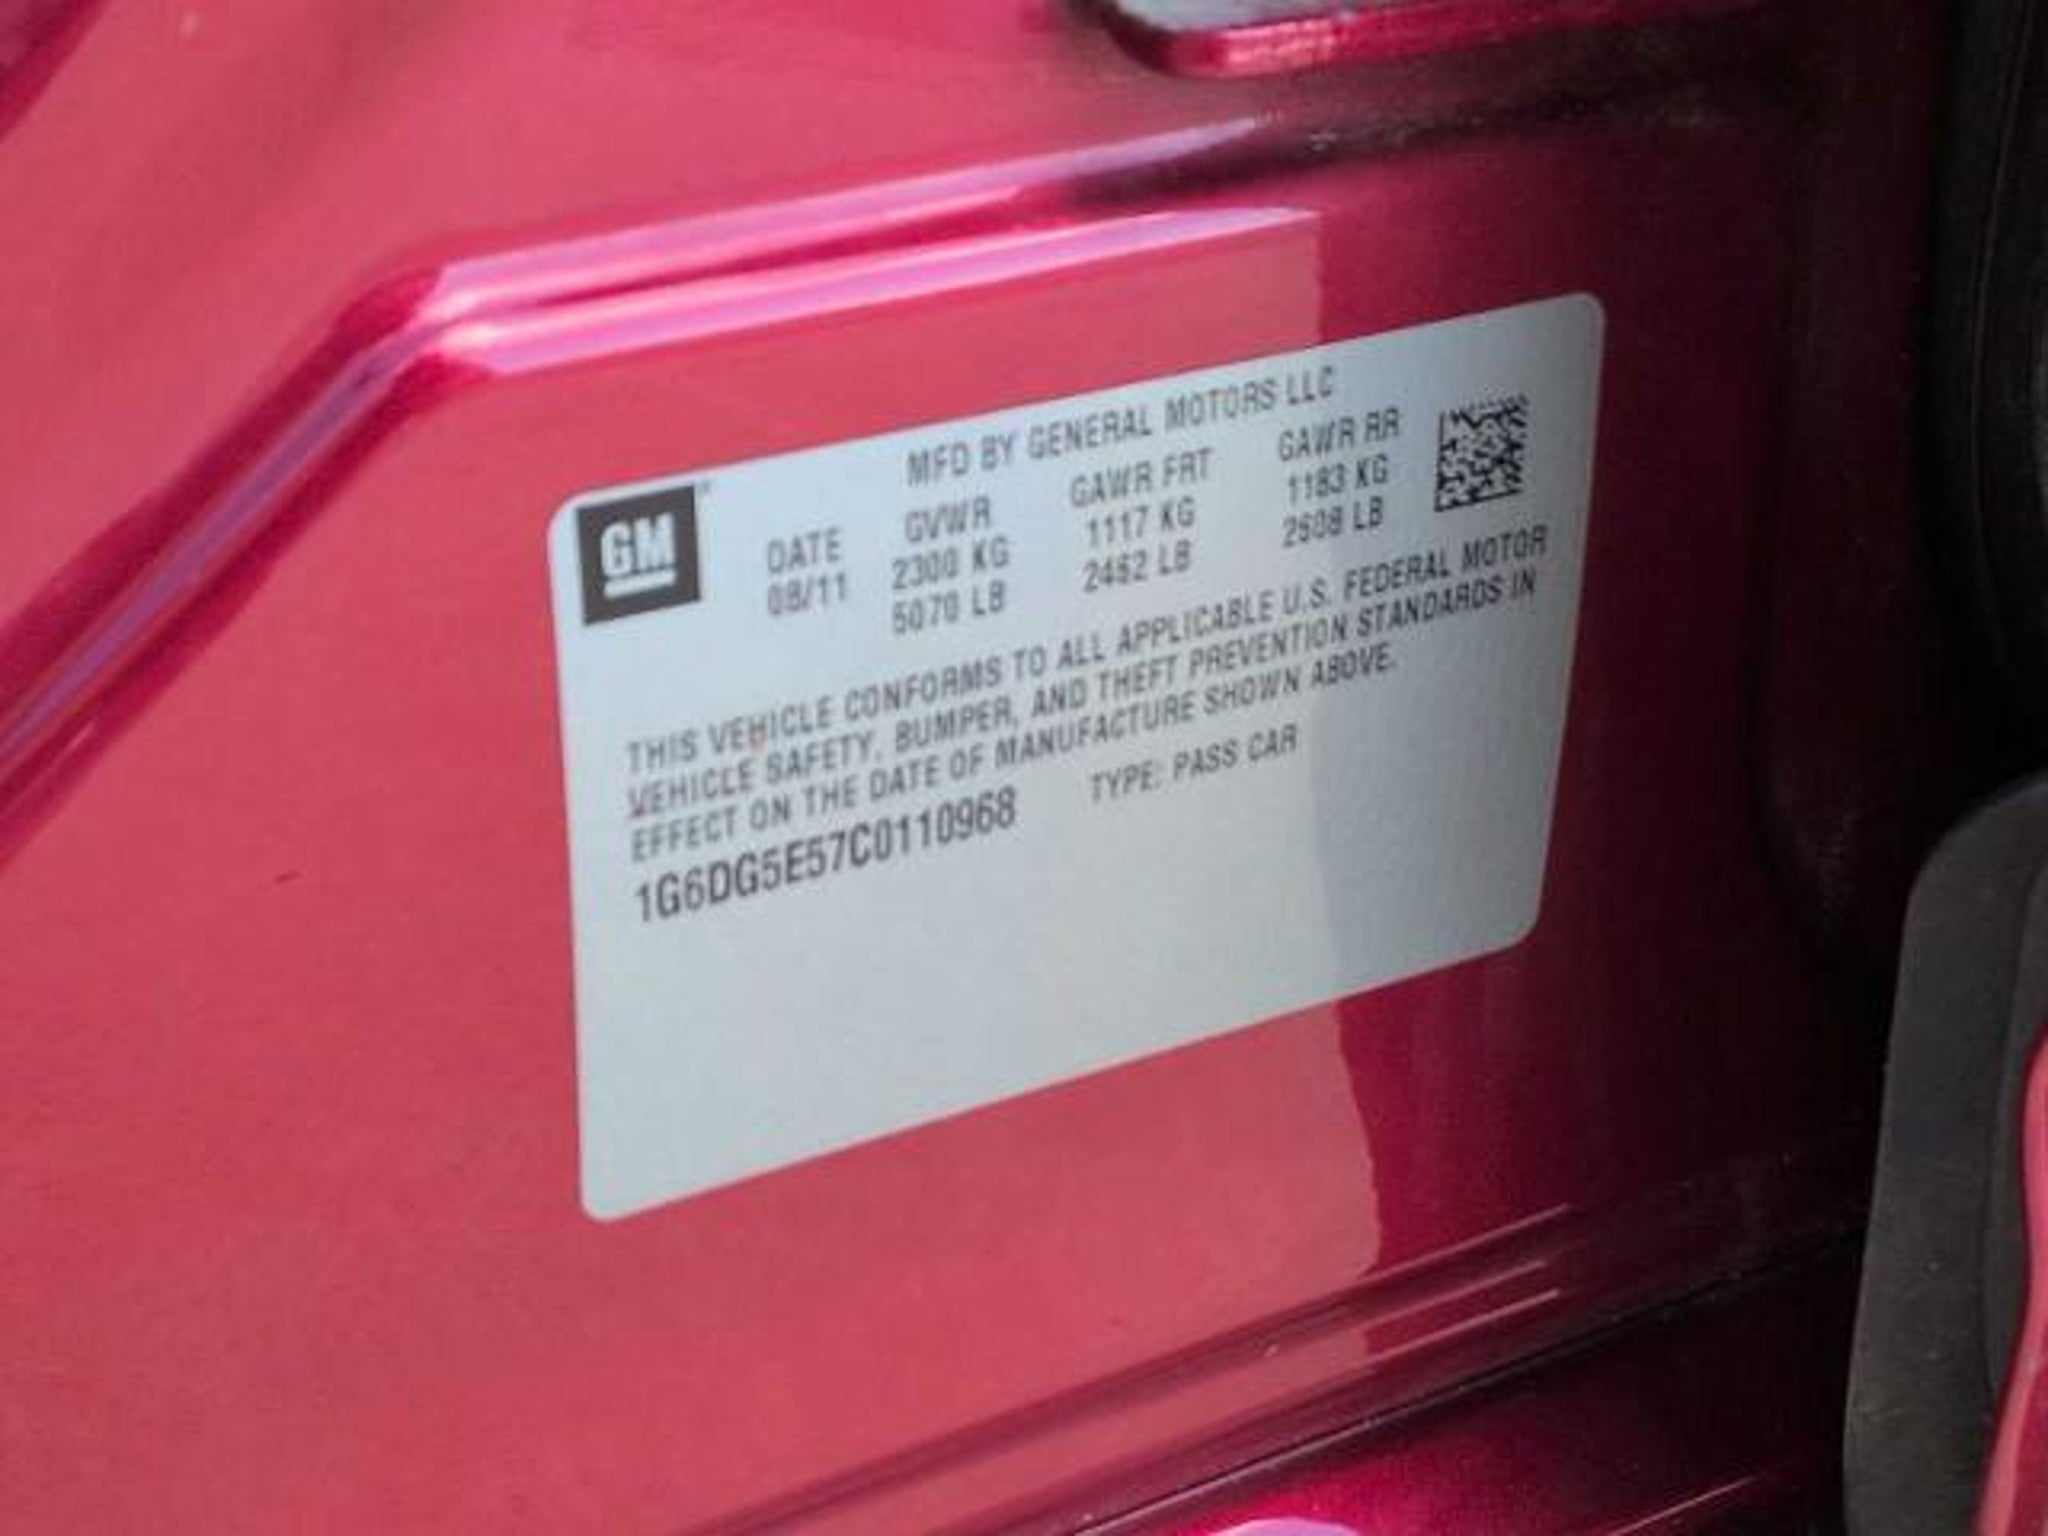 MFD BY GENERAL MOTORS LLC
GM DATE GVWR GAWR FRT GAWR RR
08/11 2300 KG 1117 KG 1183 KG
5070 LB 2462 LB 2608 LB
THIS VEHICLE CONFORMS TO ALL APPLICABLE U.S. FEDERAL MOTOR
VEHICLE SAFETY, BUMPER, AND THEFT PREVENTION STANDARDS IN
EFFECT ON THE DATE OF MANUFACTURE SHOWN ABOVE.
1G6DG5E57C0110968 TYPE: PASS CAR